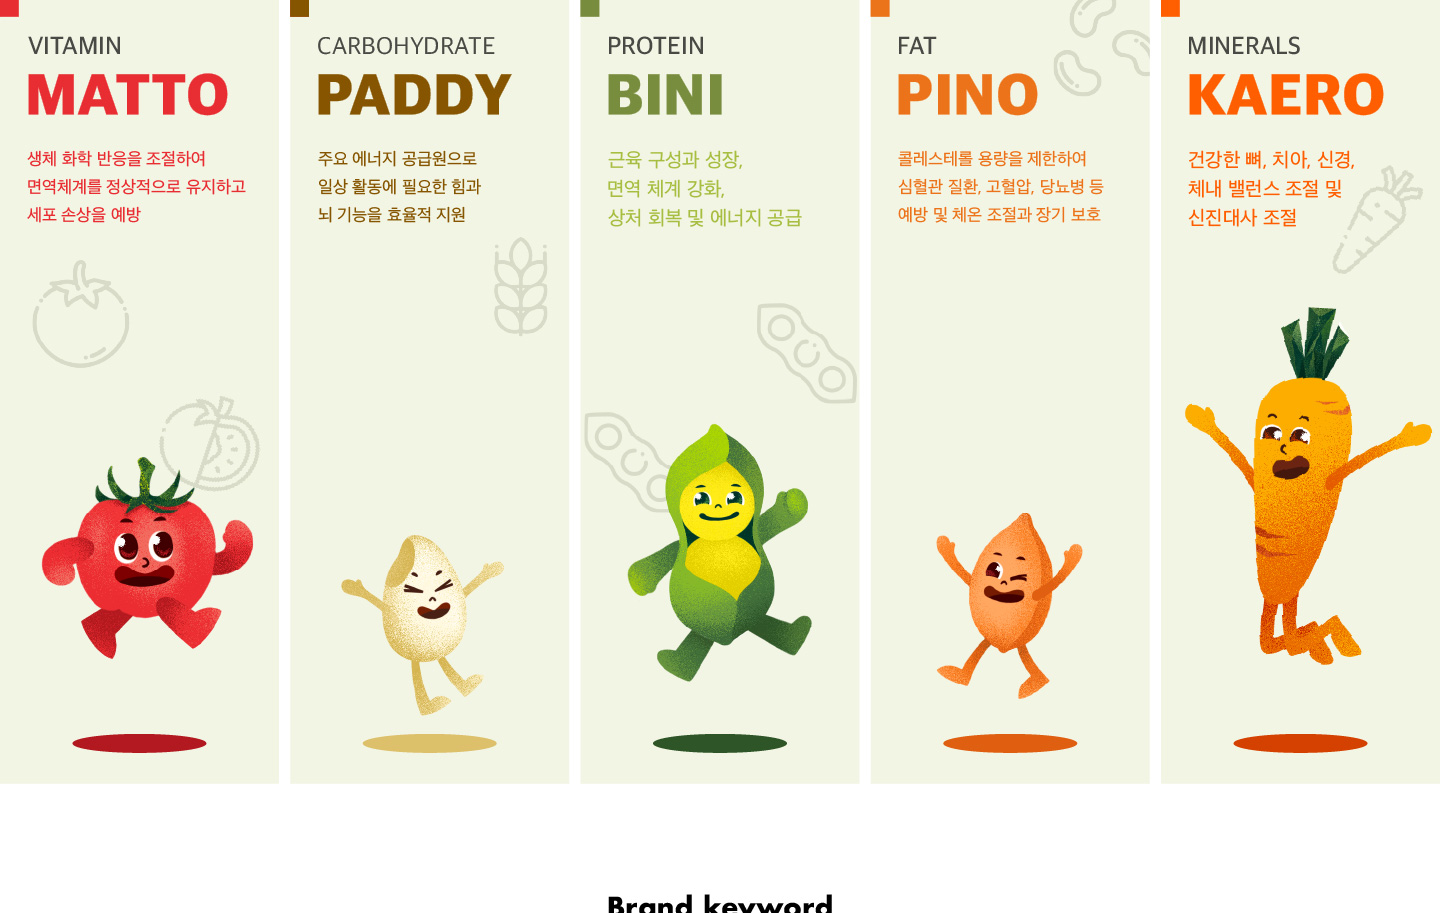 VITAMIN
MATTO
생체 화학 반응을 조절하여
면역체계를 정상적으로 유지하고
세포 손상을 예방
CARBOHYDRATE
PADDY
주요 에너지 공급원으로
일상 활동에 필요한 힘과
뇌 기능을 효율적 지원
PROTEIN
BINI
근육 구성과 성장,
면역 체계 강화,
상처 회복 및 에너지 공급
FAT
PINO
콜레스테롤 용량을 제한하여
심혈관 질환, 고혈압, 당뇨병 등
예방 및 체온 조절과 장기 보호
MINERALS
KAERO
건강한 뼈, 치아, 신경,
체내 밸런스 조절 및
신진대사 조절
Brand keyword